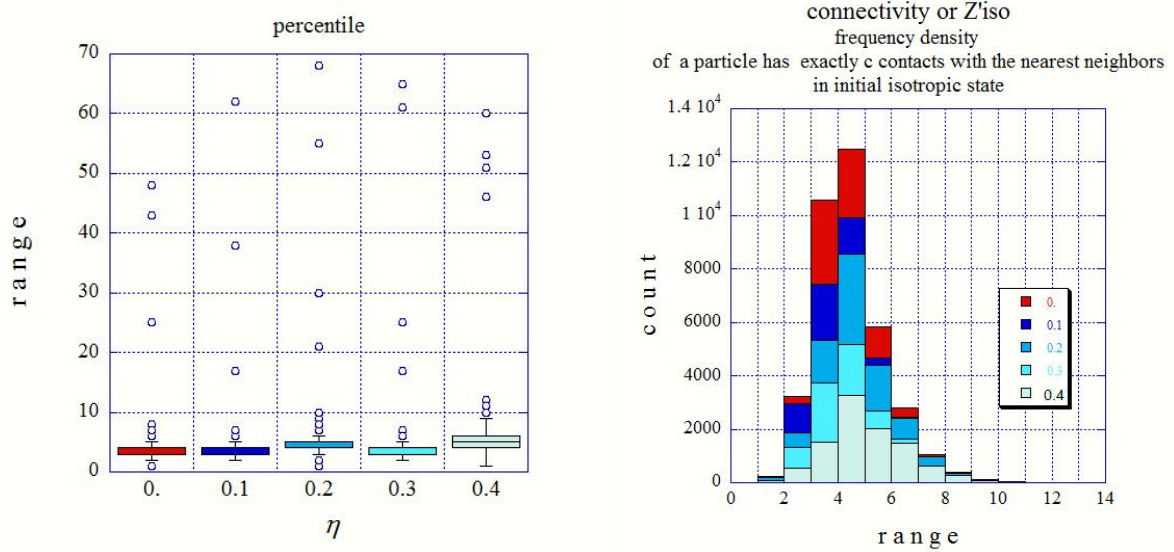 percentile
70
60
50
40
30
20
10
0
range
0. 0.1 0.2 0.3 0.4
η
connectivity or Z'iso
frequency density
of a particle has exactly c contacts with the nearest neighbors
in initial isotropic state
1.4 10⁴
1.2 10⁴
1 10⁴
8000
6000
4000
2000
0
count
0.
0.1
0.2
0.3
0.4
0 2 4 6 8 10 12 14
range